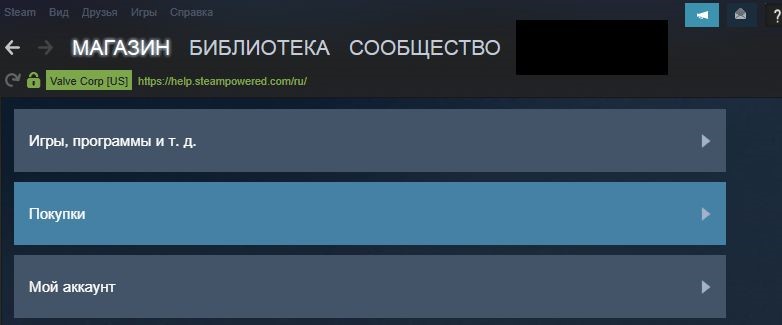 Steam Вид Друзья Игры Справка
МАГАЗИН БИБЛИОТЕКА СООБЩЕСТВО
Valve Corp [US] https://help.steampowered.com/ru/
Игры, программы и т. д.
Покупки
Мой аккаунт